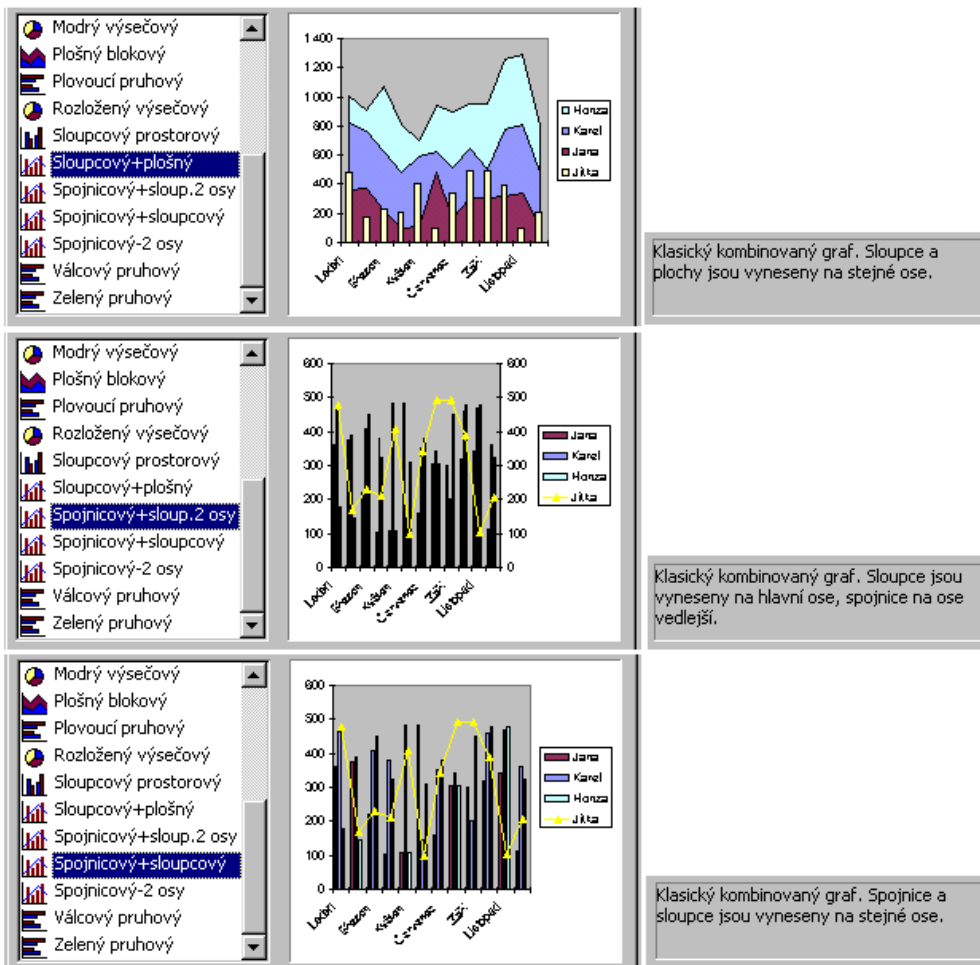 Modrý výsečový
Plošný blokový
Plovoucí pruhový
Rozložený výsečový
Sloupcový prostorový
Sloupcový+plošný
Spojnicový+sloup.2 osy
Spojnicový+sloupcový
Spojnicový-2 osy
Válcový pruhový
Zelený pruhový
1 400
1 200
1 000
800
600
400
200
0
Honza
Karel
Jana
Jitka
Klasický kombinovaný graf. Sloupce a
plochy jsou vyneseny na stejné ose.
Modrý výsečový
Plošný blokový
Plovoucí pruhový
Rozložený výsečový
Sloupcový prostorový
Sloupcový+plošný
Spojnicový+sloup.2 osy
Spojnicový+sloupcový
Spojnicový-2 osy
Válcový pruhový
Zelený pruhový
600
500
400
300
200
100
0
600
500
400
300
200
100
0
Jana
Karel
Honza
Jitka
Klasický kombinovaný graf. Sloupce jsou
vyneseny na hlavní ose, spojnice na ose
vedlejší.
Modrý výsečový
Plošný blokový
Plovoucí pruhový
Rozložený výsečový
Sloupcový prostorový
Sloupcový+plošný
Spojnicový+sloup.2 osy
Spojnicový+sloupcový
Spojnicový-2 osy
Válcový pruhový
Zelený pruhový
600
500
400
300
200
100
0
Jana
Karel
Honza
Jitka
Klasický kombinovaný graf. Spojnice a
sloupce jsou vyneseny na stejné ose.